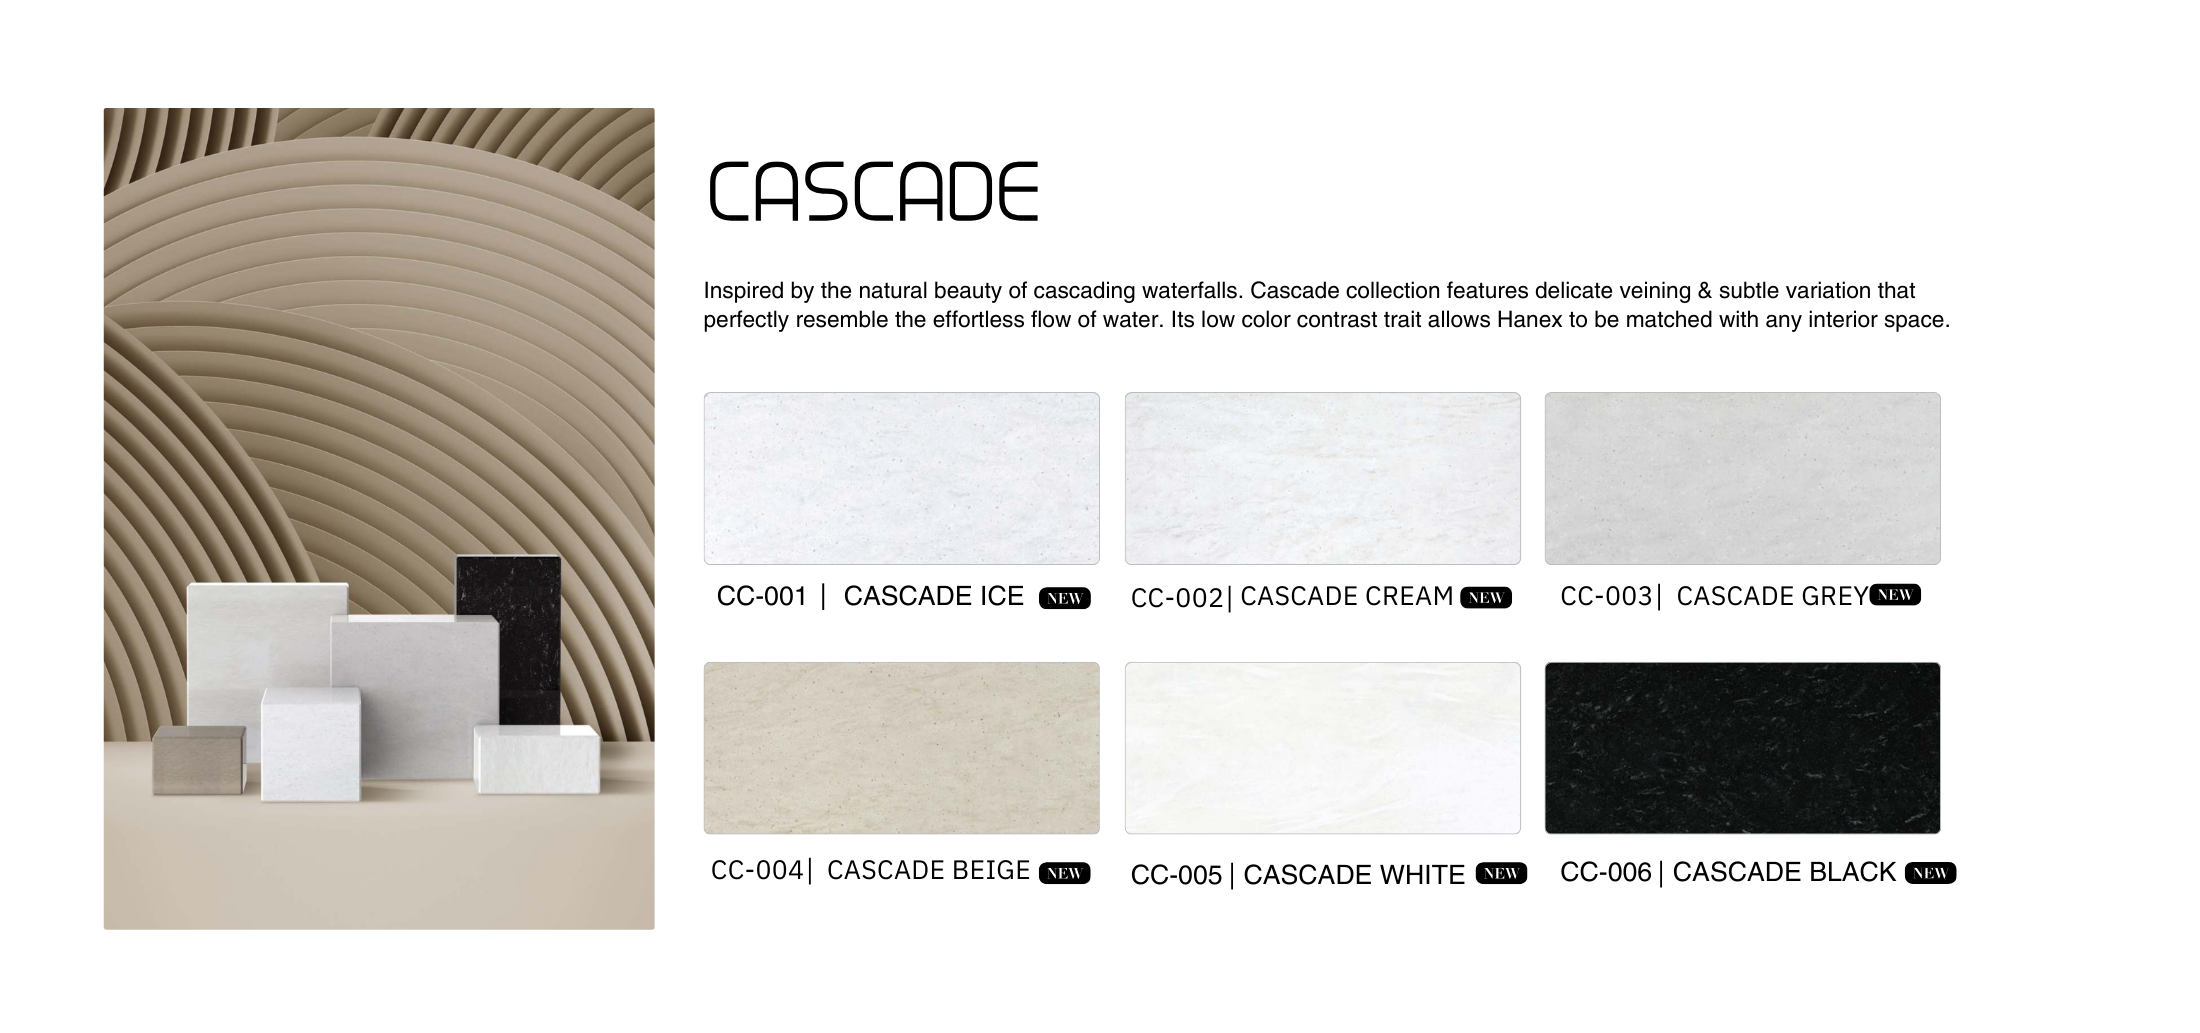 CASCADE
Inspired by the natural beauty of cascading waterfalls. Cascade collection features delicate veining & subtle variation that
perfectly resemble the effortless flow of water. Its low color contrast trait allows Hanex to be matched with any interior space.
CC-001 | CASCADE ICE NEW
CC-002| CASCADE CREAM NEW
CC-003| CASCADE GREY NEW
CC-004| CASCADE BEIGE NEW
CC-005 | CASCADE WHITE NEW
CC-006 | CASCADE BLACK NEW